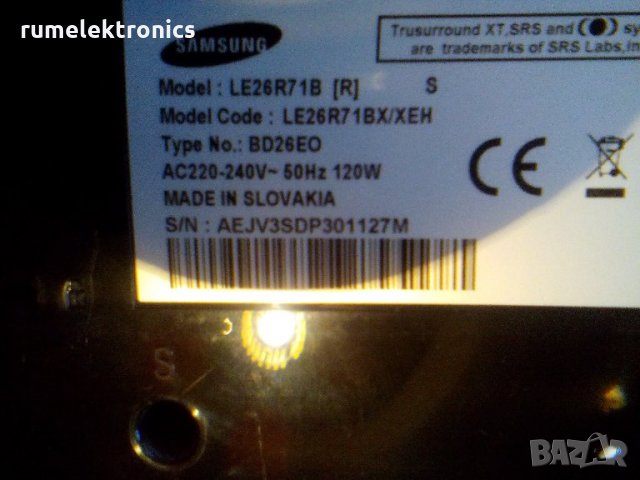 rumelektronics
SAMSUNG
Trusurround XT,SRS and (●) sy
are trademarks of SRS Labs,In
Model : LE26R71B [R] S
Model Code : LE26R71BX/XEH
Type No.: BD26EO
AC220-240V~ 50Hz 120W
MADE IN SLOVAKIA
S/N : AEJV3SDP301127M
CE
S
bazar